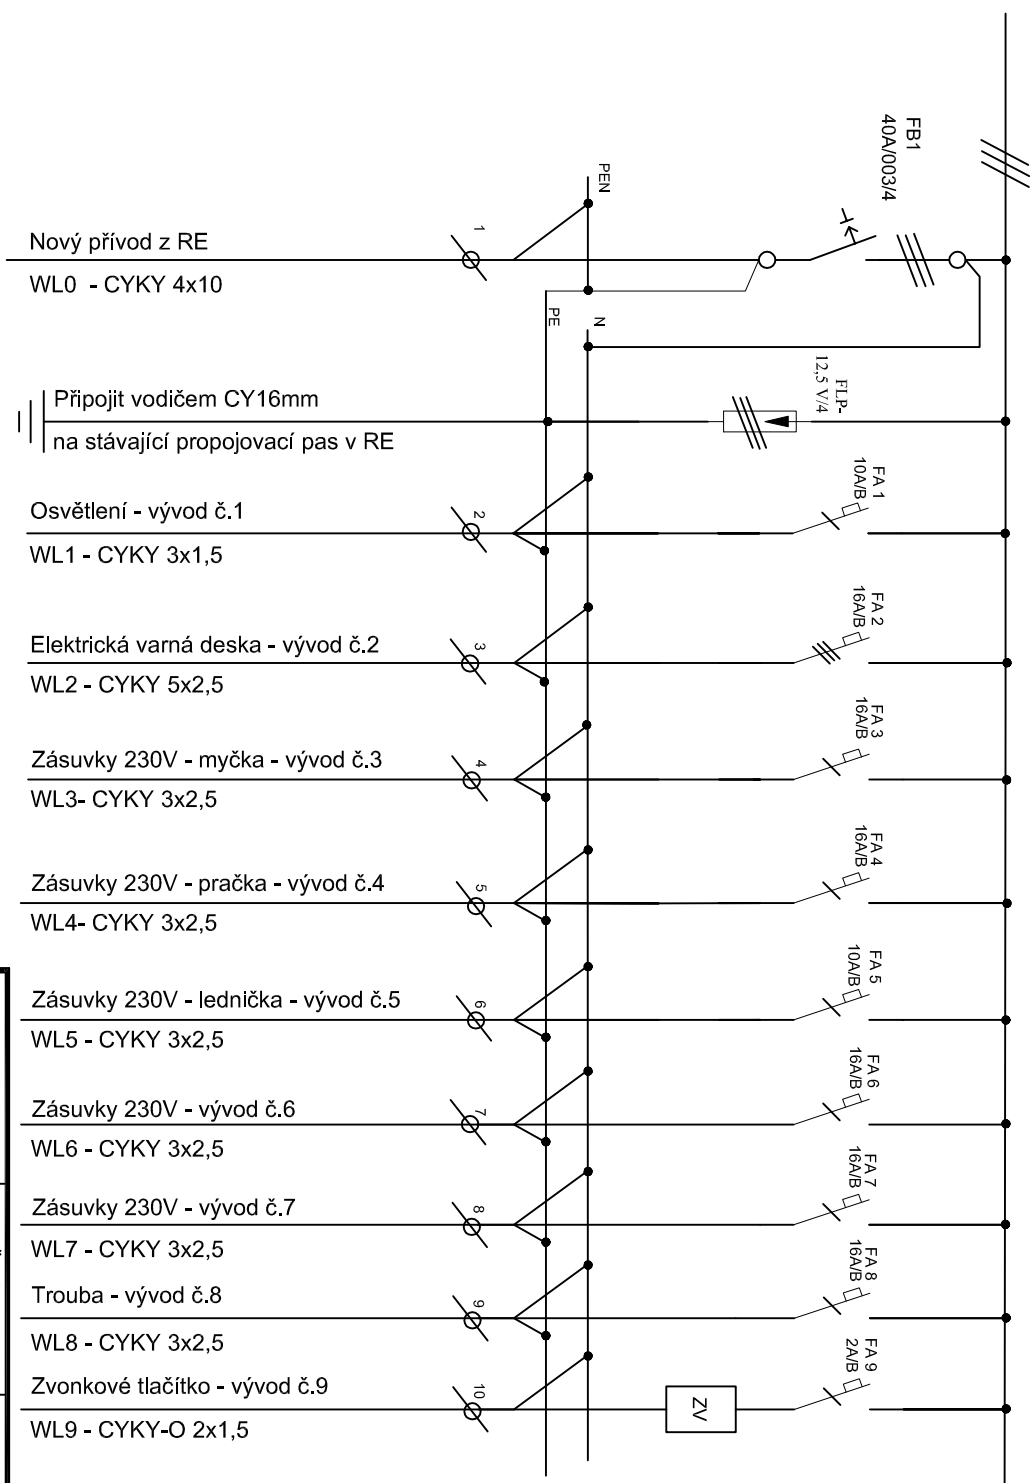 FB1
40A/003/4
PEN
1
Nový přívod z RE
WL0 - CYKY 4x10
PE
N
FLP-
12,5 V/4
Připojit vodičem CY16mm
na stávající propojovací pas v RE
FA 1
10A/B
2
Osvětlení - vývod č.1
WL1 - CYKY 3x1,5
FA 2
16A/B
3
Elektrická varná deska - vývod č.2
WL2 - CYKY 5x2,5
FA 3
16A/B
4
Zásuvky 230V - myčka - vývod č.3
WL3- CYKY 3x2,5
FA 4
16A/B
5
Zásuvky 230V - pračka - vývod č.4
WL4- CYKY 3x2,5
FA 5
10A/B
6
Zásuvky 230V - lednička - vývod č.5
WL5 - CYKY 3x2,5
FA 6
16A/B
7
Zásuvky 230V - vývod č.6
WL6 - CYKY 3x2,5
FA 7
16A/B
8
Zásuvky 230V - vývod č.7
WL7 - CYKY 3x2,5
FA 8
16A/B
9
Trouba - vývod č.8
WL8 - CYKY 3x2,5
FA 9
2A/B
10
ZV
Zvonkové tlačítko - vývod č.9
WL9 - CYKY-O 2x1,5